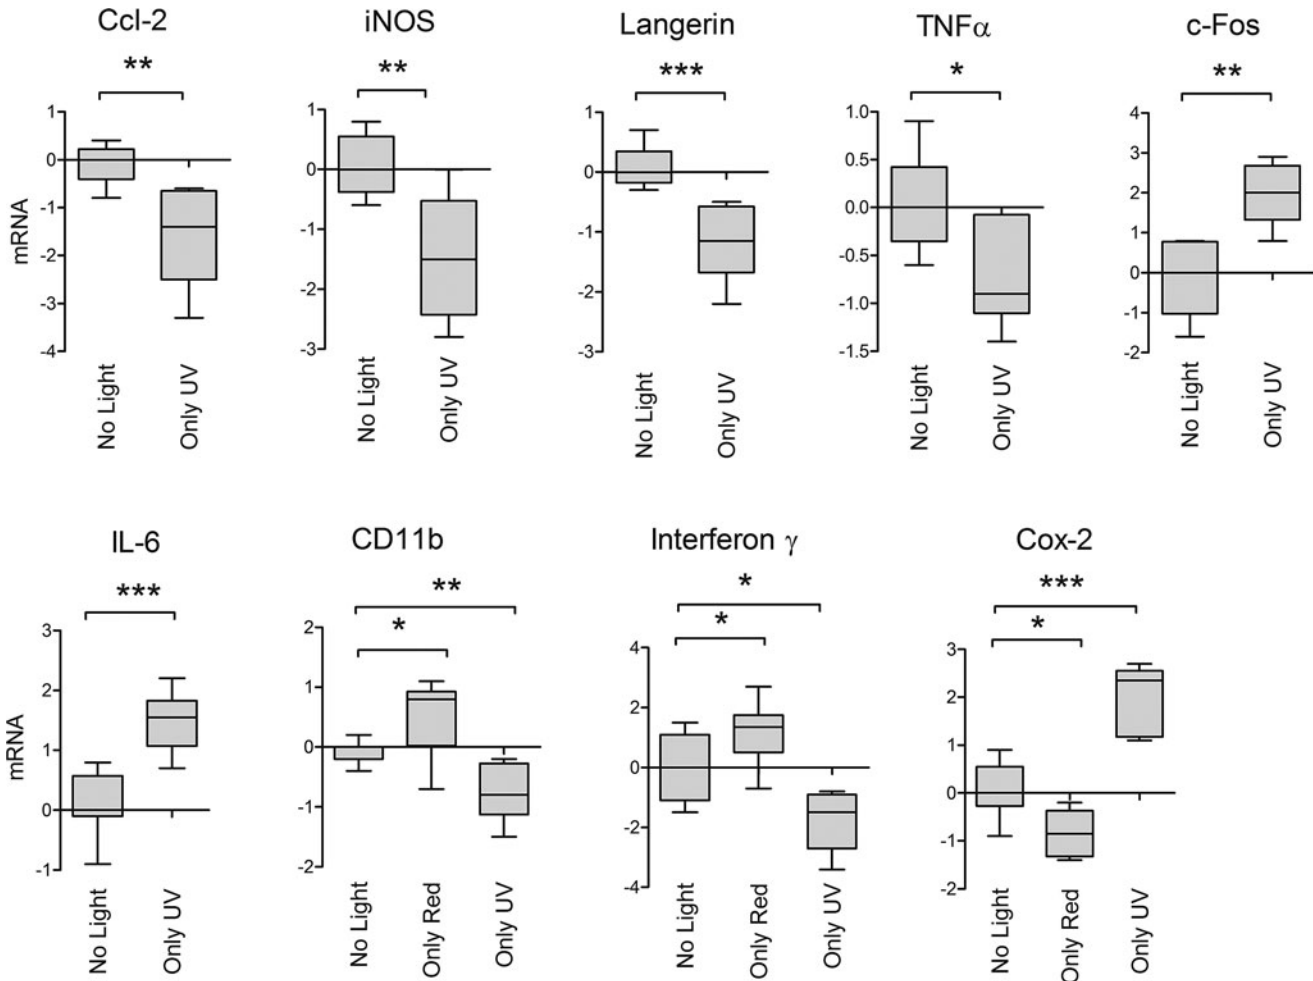 Ccl-2
**
mRNA
1
0
-1
-2
-3
-4
No Light
Only UV
iNOS
**
1
0
-1
-2
-3
No Light
Only UV
Langerin
***
1
0
-1
-2
-3
No Light
Only UV
TNFα
*
1.0
0.5
0.0
-0.5
-1.0
-1.5
No Light
Only UV
c-Fos
**
4
3
2
1
0
-1
-2
No Light
Only UV
IL-6
***
mRNA
3
2
1
0
-1
No Light
Only UV
CD11b
**
*
2
1
0
-1
-2
No Light
Only Red
Only UV
Interferon γ
*
*
4
2
0
-2
-4
No Light
Only Red
Only UV
Cox-2
***
*
3
2
1
0
-1
-2
No Light
Only Red
Only UV